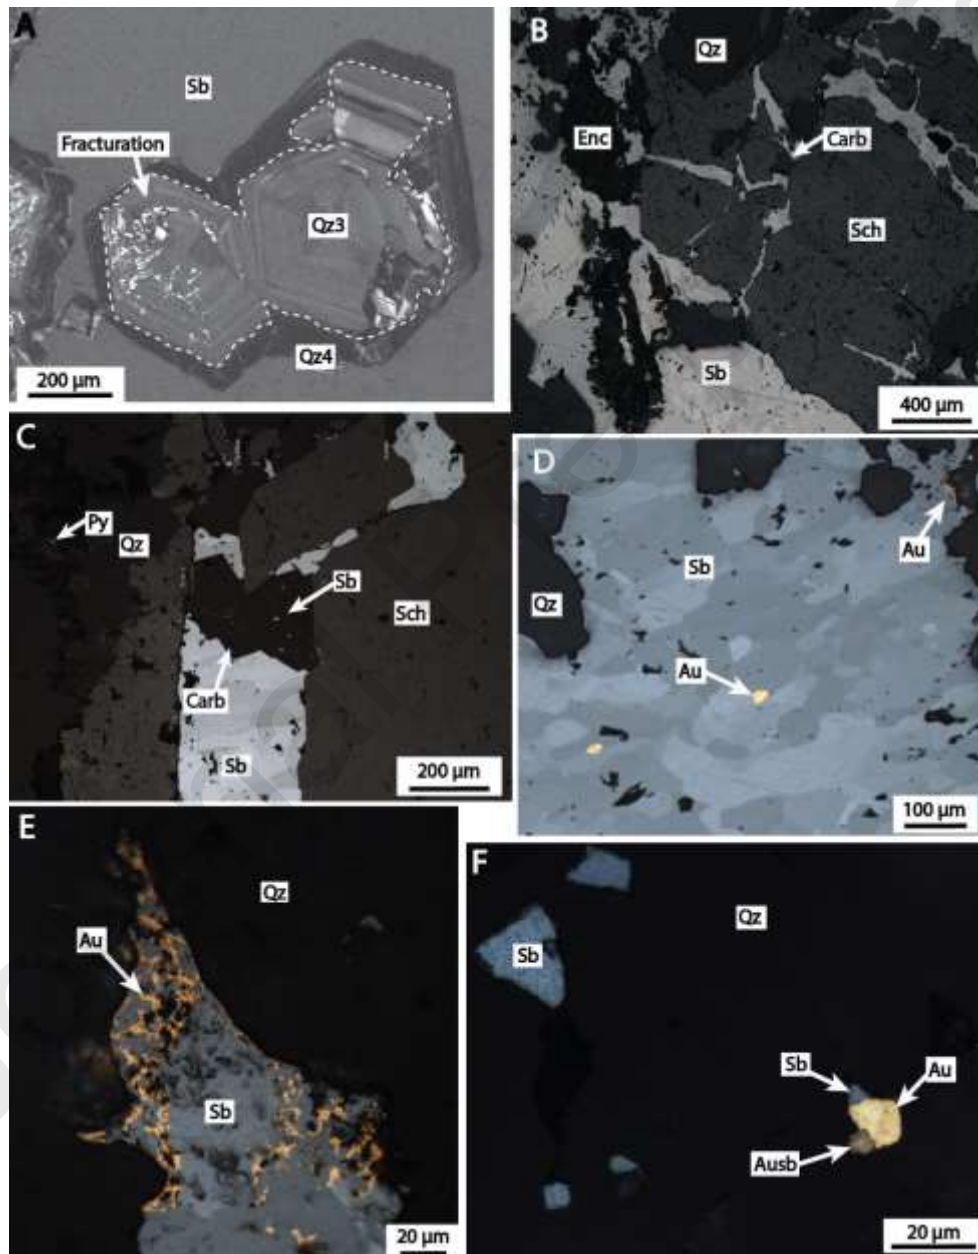 A
Sb
Fracturation
Qz3
Qz4
200 µm
B
Qz
Enc
Carb
Sch
Sb
400 µm
C
Py
Qz
Sb
Sch
Carb
Sb
200 µm
D
Au
Sb
Qz
Au
100 µm
E
Qz
Au
Sb
20 µm
F
Qz
Sb
Sb
Au
Ausb
20 µm